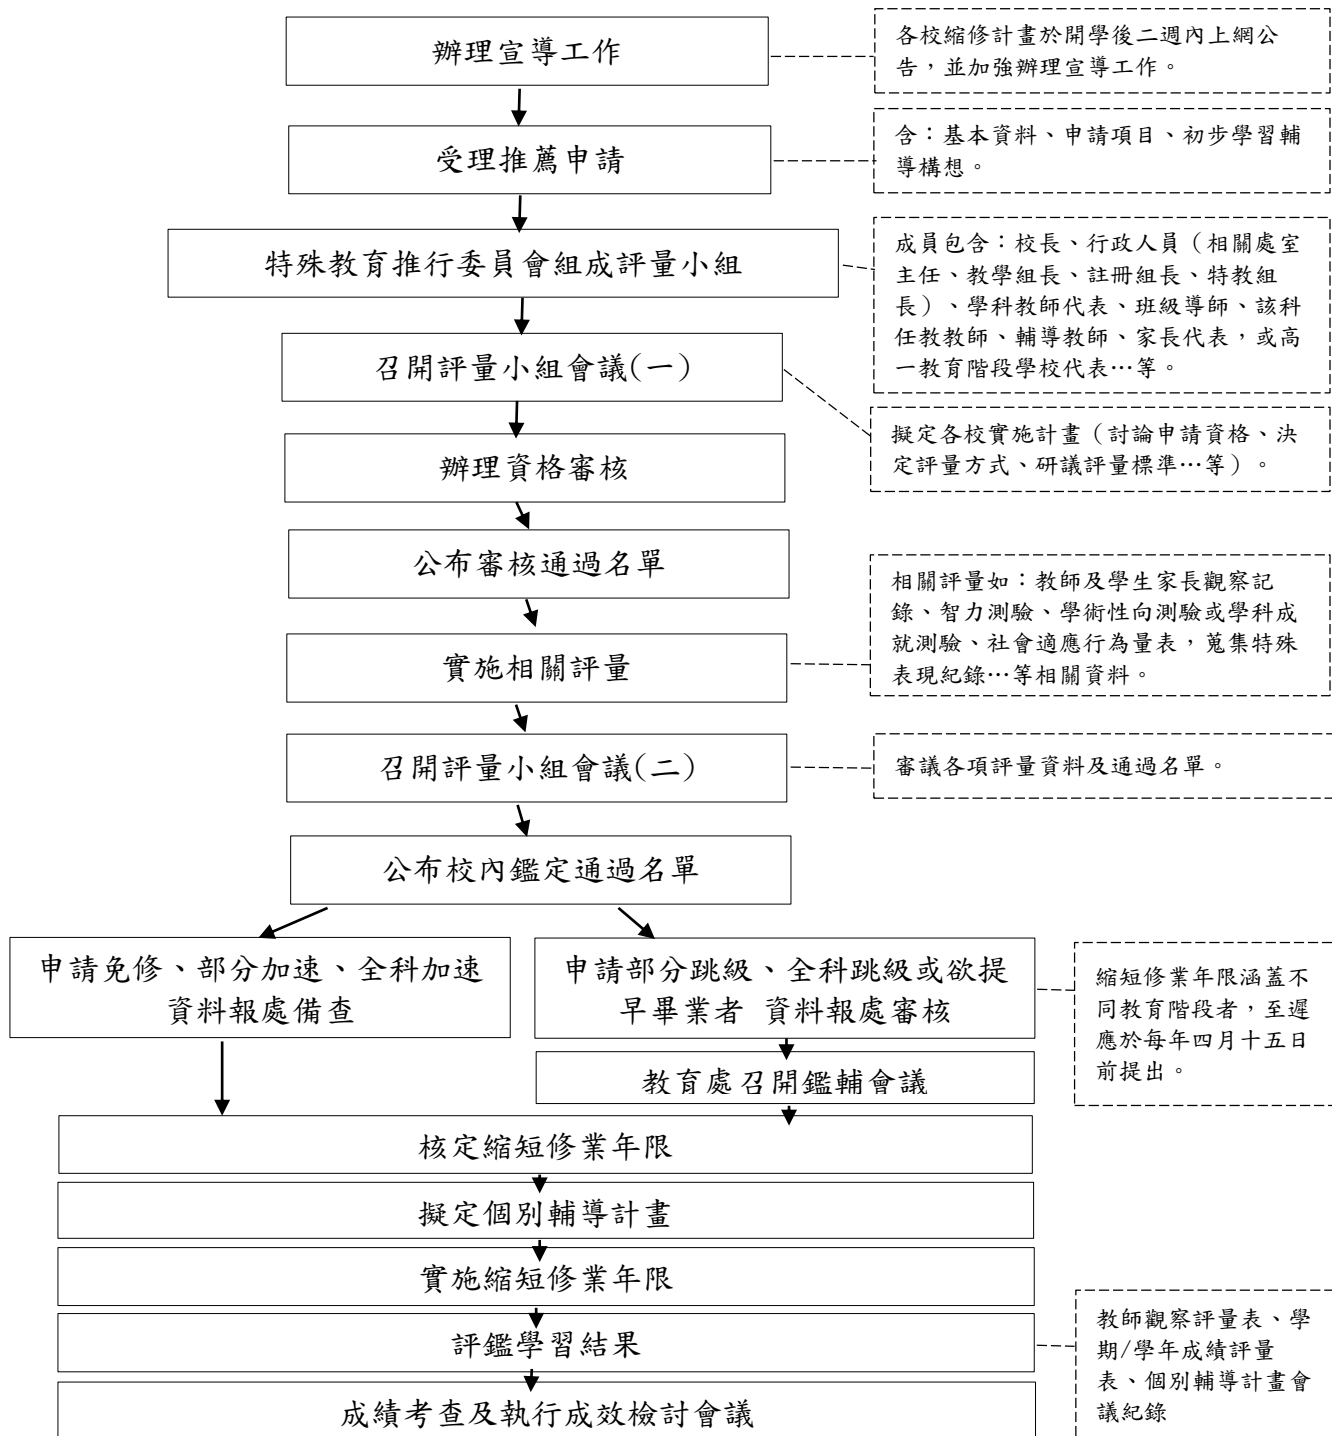 辦理宣導工作
各校縮修計畫於開學後二週內上網公
告，並加強辦理宣導工作。
受理推薦申請
含：基本資料、申請項目、初步學習輔
導構想。
特殊教育推行委員會組成評量小組
成員包含：校長、行政人員（相關處室
主任、教學組長、註冊組長、特教組
長）、學科教師代表、班級導師、該科
任教教師、輔導教師、家長代表，或高
一教育階段學校代表…等。
召開評量小組會議(一)
擬定各校實施計畫（討論申請資格、決
定評量方式、研議評量標準…等）。
辦理資格審核
公布審核通過名單
相關評量如：教師及學生家長觀察記
錄、智力測驗、學術性向測驗或學科成
就測驗、社會適應行為量表，蒐集特殊
表現紀錄…等相關資料。
實施相關評量
召開評量小組會議(二)
審議各項評量資料及通過名單。
公布校內鑑定通過名單
申請免修、部分加速、全科加速
資料報處備查
申請部分跳級、全科跳級或欲提
早畢業者 資料報處審核
縮短修業年限涵蓋不
同教育階段者，至遲
應於每年四月十五日
前提出。
教育處召開鑑輔會議
核定縮短修業年限
擬定個別輔導計畫
實施縮短修業年限
評鑑學習結果
教師觀察評量表、學
期/學年成績評量
表、個別輔導計畫會
議紀錄
成績考查及執行成效檢討會議